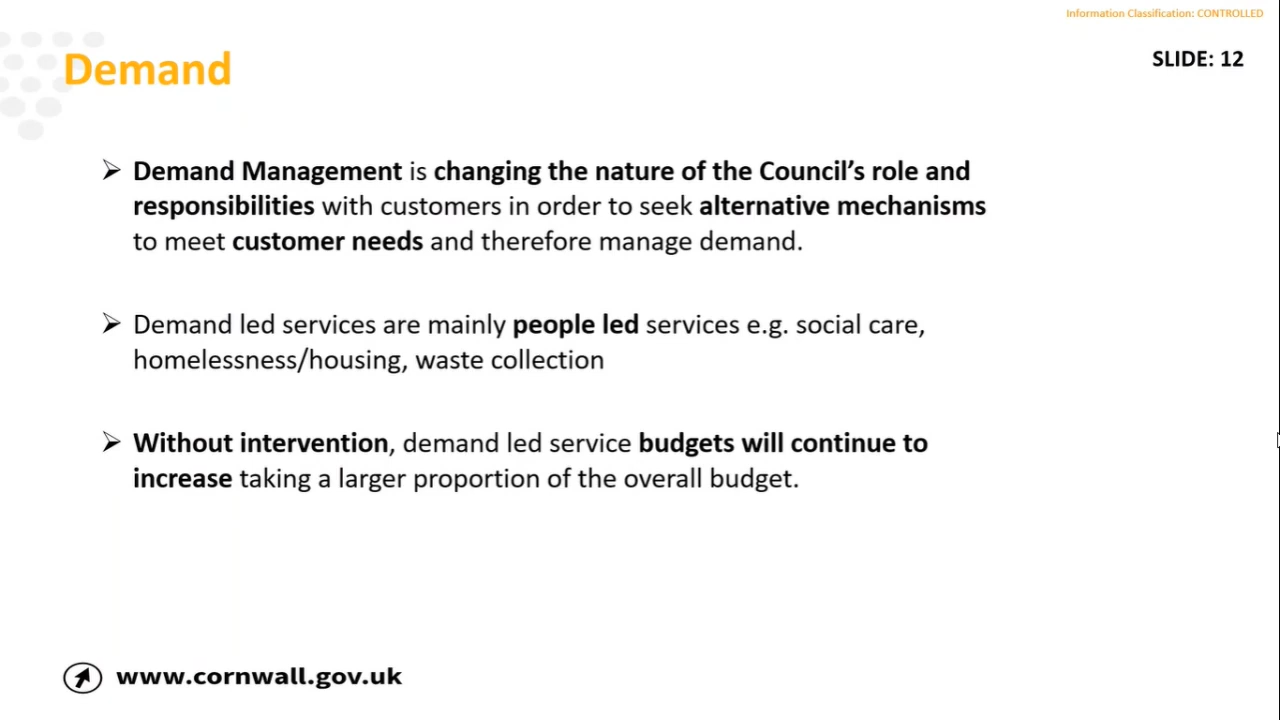 Information Classification: CONTROLLED
Demand
SLIDE: 12
Demand Management is changing the nature of the Council’s role and
responsibilities with customers in order to seek alternative mechanisms
to meet customer needs and therefore manage demand.
Demand led services are mainly people led services e.g. social care,
homelessness/housing, waste collection
Without intervention, demand led service budgets will continue to
increase taking a larger proportion of the overall budget.
www.cornwall.gov.uk